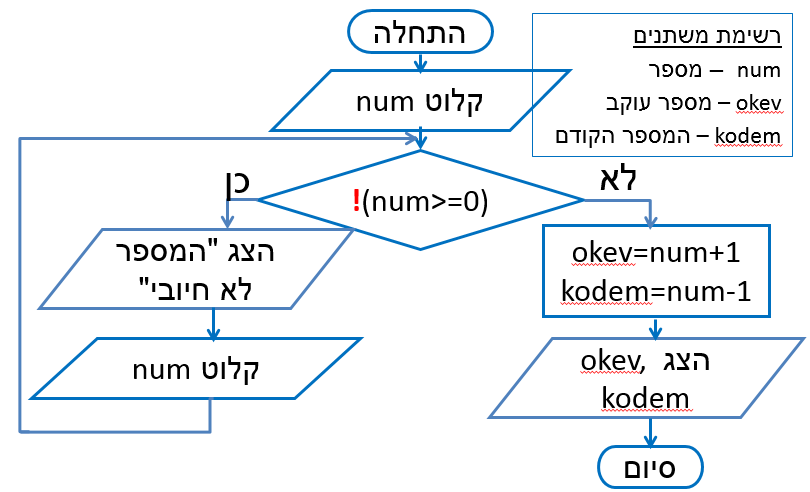 התחלה
רשימת משתנים
num – מספר
okev – מספר עוקב
kodem – המספר הקודם
קלוט num
!(num>=0)
כן
לא
הצג "המספר
לא חיובי"
קלוט num
okev=num+1
kodem=num-1
הצג okev,
kodem
סיום